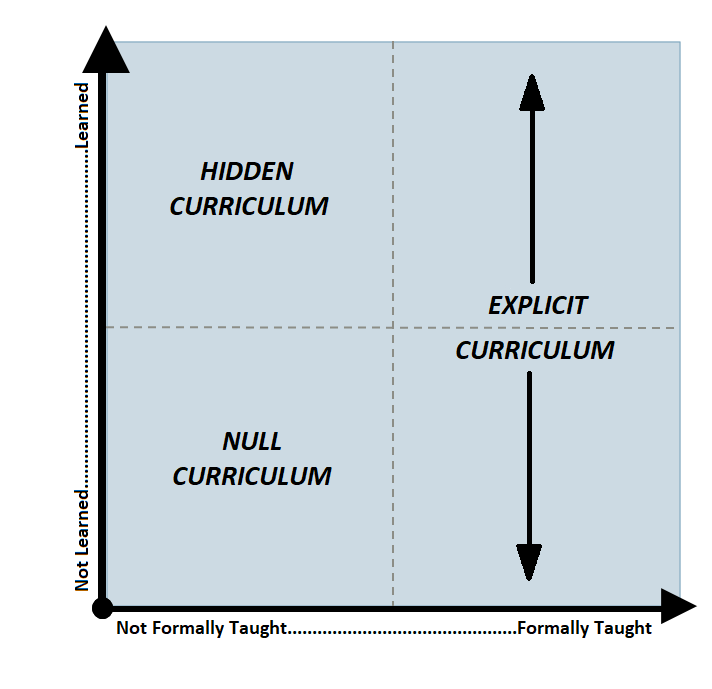 Not Learned.......................................................................Learned
HIDDEN
CURRICULUM
EXPLICIT
CURRICULUM
NULL
CURRICULUM
Not Formally Taught..............................................Formally Taught